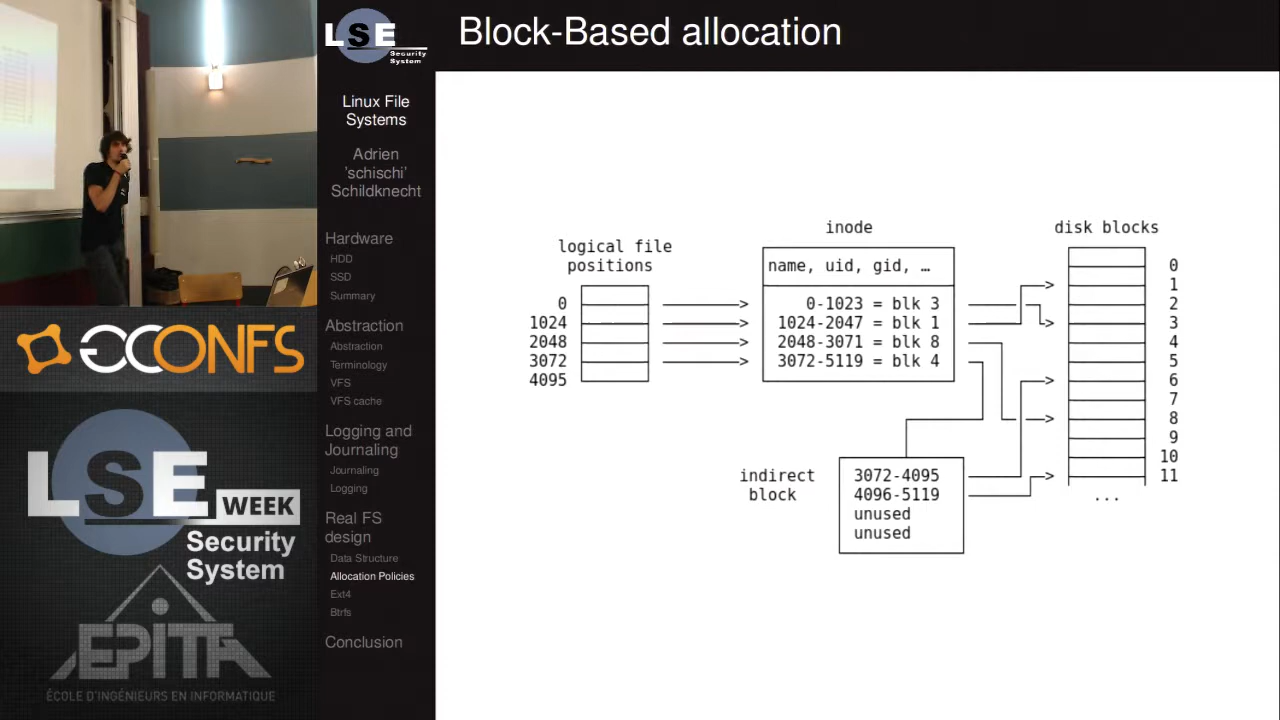 LSE
Security
System
Linux File
Systems
Adrien
'schischi'
Schildknecht
Hardware
HDD
SSD
Summary
Abstraction
Abstraction
Terminology
VFS
VFS cache
Logging and
Journaling
Journaling
Logging
Real FS
design
Data Structure
Allocation Policies
Ext4
Btrfs
Conclusion
Block-Based allocation
logical file
positions
0
1024
2048
3072
4095
inode
name, uid, gid, …
0-1023 = blk 3
1024-2047 = blk 1
2048-3071 = blk 8
3072-5119 = blk 4
indirect
block
3072-4095
4096-5119
unused
unused
disk blocks
0
1
2
3
4
5
6
7
8
9
10
11
...
CONFS
LSE WEEK
Security
System
EPITA
ÉCOLE D'INGÉNIEURS EN INFORMATIQUE